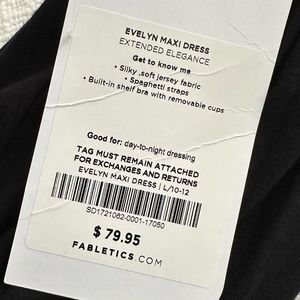 EVELYN MAXI DRESS
EXTENDED ELEGANCE
Get to know me
• Silky ,soft jersey fabric
• Spaghetti straps
• Built-in shelf bra with removable cups
Good for: day-to-night dressing
TAG MUST REMAIN ATTACHED
FOR EXCHANGES AND RETURNS
EVELYN MAXI DRESS | L/10-12
SD1721082-0001-17050
$ 79.95
FABLETICS.COM